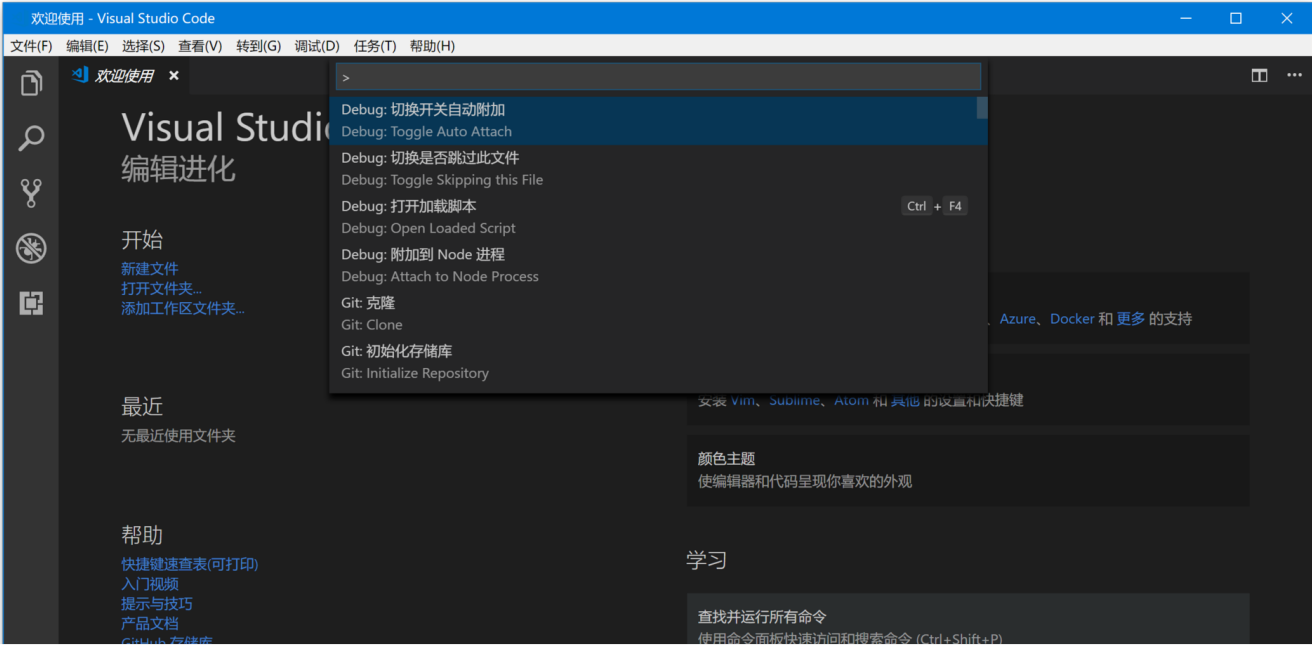 欢迎使用 - Visual Studio Code
文件(F) 编辑(E) 选择(S) 查看(V) 转到(G) 调试(D) 任务(T) 帮助(H)
欢迎使用
>
Debug: 切换开关自动附加
Debug: Toggle Auto Attach
Debug: 切换是否跳过此文件
Debug: Toggle Skipping this File
Debug: 打开加载脚本 Ctrl + F4
Debug: Open Loaded Script
Debug: 附加到 Node 进程
Debug: Attach to Node Process
Git: 克隆
Git: Clone
Git: 初始化存储库
Git: Initialize Repository
Visual Studio
编辑进化
开始
新建文件
打开文件夹...
添加工作区文件夹...
最近
无最近使用文件夹
帮助
快捷键速查表(可打印)
入门视频
提示与技巧
产品文档
GitHub 存储库
、Azure、Docker 和 更多 的支持
安装 Vim、Sublime、Atom 和 其他 的设置和快捷键
颜色主题
使编辑器和代码呈现你喜欢的外观
学习
查找并运行所有命令
使用命令面板快速访问和搜索命令 (Ctrl+Shift+P)